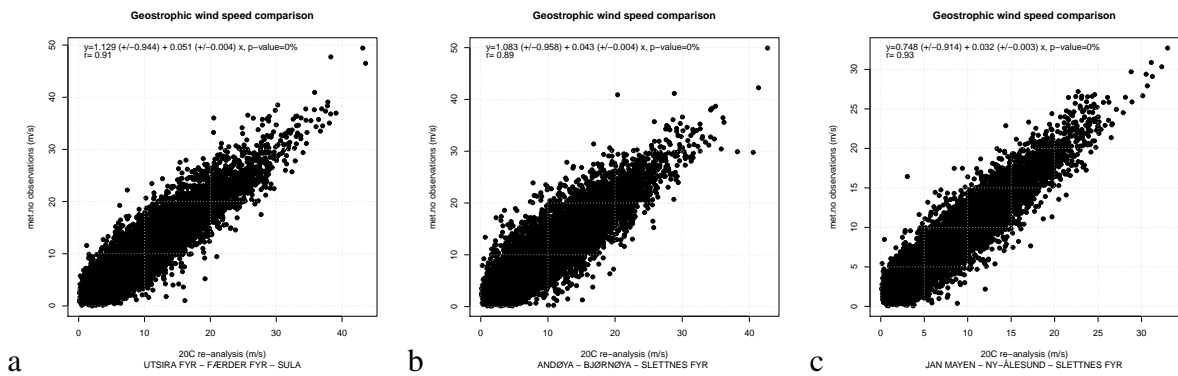 Geostrophic wind speed comparison
y=1.129 (+/−0.944) + 0.051 (+/−0.004) x, p−value=0%
r= 0.91
50
40
30
20
10
0
met.no observations (m/s)
0 10 20 30 40
20C re−analysis (m/s)
UTSIRA FYR − FÆRDER FYR − SULA
a
Geostrophic wind speed comparison
y=1.083 (+/−0.958) + 0.043 (+/−0.004) x, p−value=0%
r= 0.89
50
40
30
20
10
0
met.no observations (m/s)
0 10 20 30 40
20C re−analysis (m/s)
ANDØYA − BJØRNØYA − SLETTNES FYR
b
Geostrophic wind speed comparison
y=0.748 (+/−0.914) + 0.032 (+/−0.003) x, p−value=0%
r= 0.93
30
25
20
15
10
5
0
met.no observations (m/s)
0 5 10 15 20 25 30
20C re−analysis (m/s)
JAN MAYEN − NY−ÅLESUND − SLETTNES FYR
c